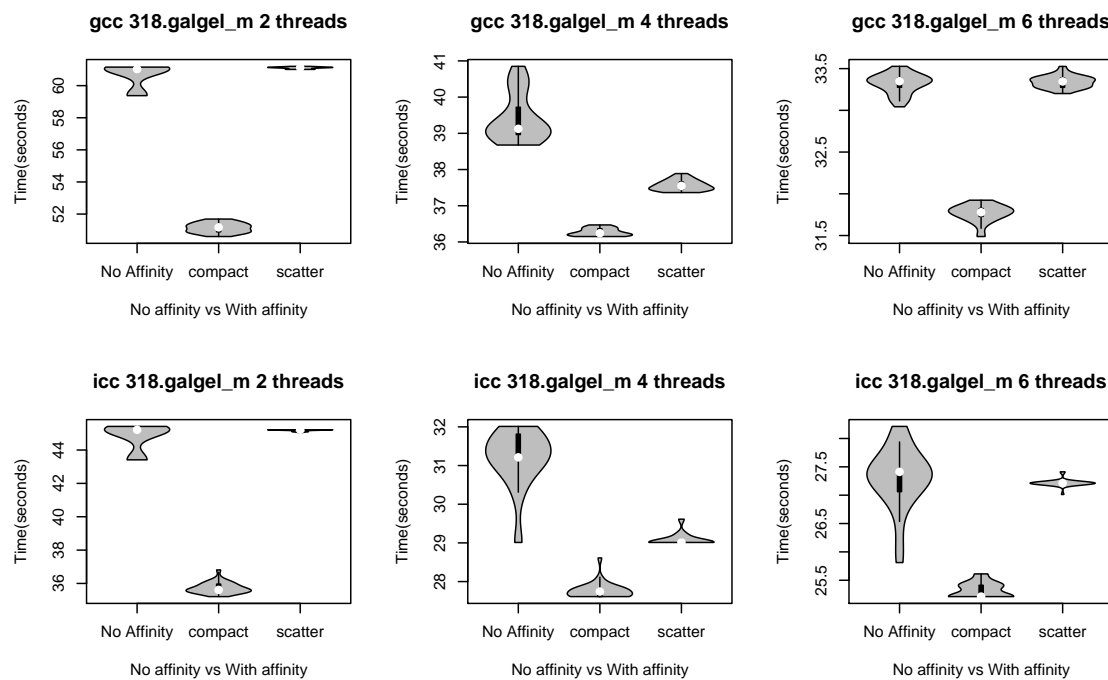 gcc 318.galgel_m 2 threads
Time(seconds)
60
58
56
54
52
No Affinity compact scatter
No affinity vs With affinity
gcc 318.galgel_m 4 threads
Time(seconds)
41
40
39
38
37
36
No Affinity compact scatter
No affinity vs With affinity
gcc 318.galgel_m 6 threads
Time(seconds)
33.5
32.5
31.5
No Affinity compact scatter
No affinity vs With affinity
icc 318.galgel_m 2 threads
Time(seconds)
44
42
40
38
36
No Affinity compact scatter
No affinity vs With affinity
icc 318.galgel_m 4 threads
Time(seconds)
32
31
30
29
28
No Affinity compact scatter
No affinity vs With affinity
icc 318.galgel_m 6 threads
Time(seconds)
27.5
26.5
25.5
No Affinity compact scatter
No affinity vs With affinity